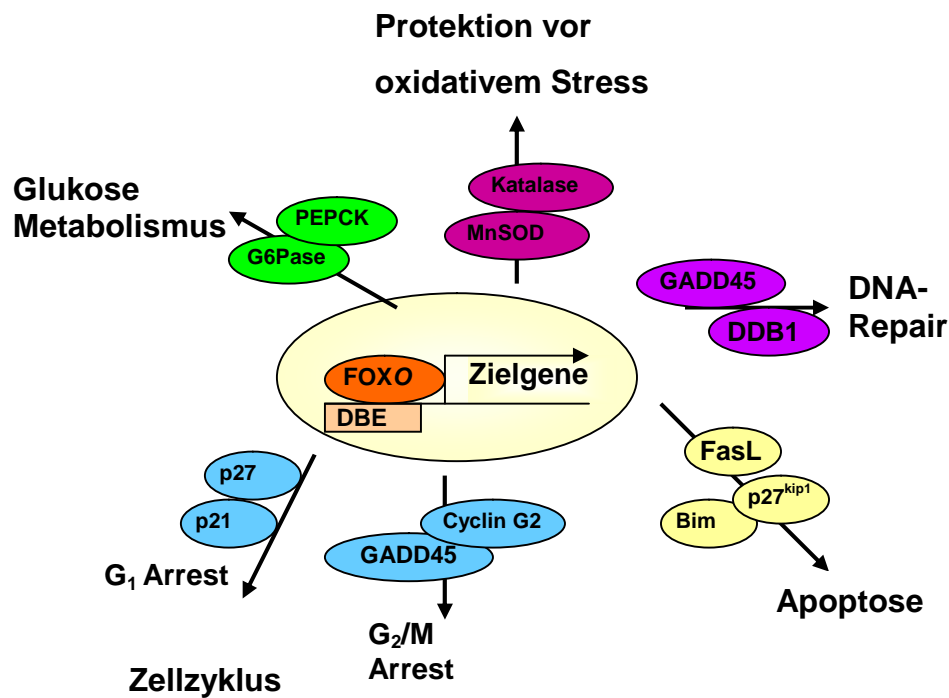 Protektion vor
oxidativem Stress
Glukose
Metabolismus
PEPCK
G6Pase
Katalase
MnSOD
GADD45
DDB1
DNA-
Repair
FOXO
Zielgene
DBE
p27
p21
G₁ Arrest
Zellzyklus
Cyclin G2
GADD45
G₂/M
Arrest
FasL
p27ᵏⁱᵖ¹
Bim
Apoptose